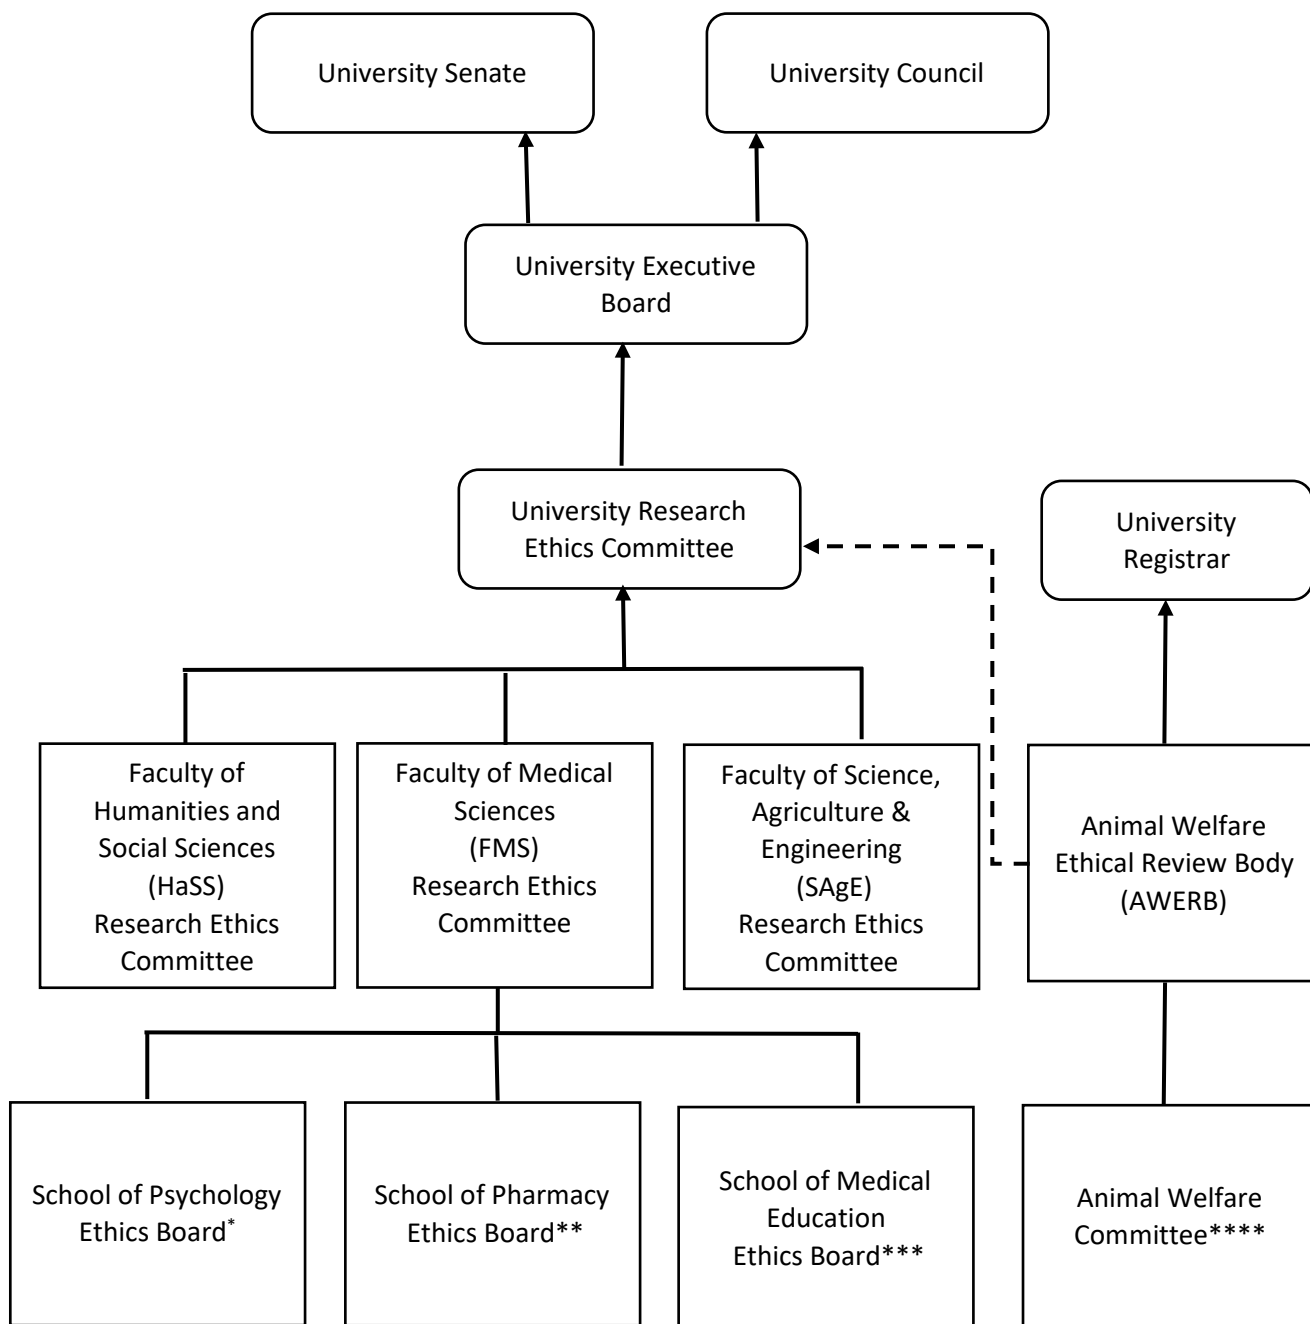 University Senate
University Council
University Executive
Board
University Research
Ethics Committee
University
Registrar
Faculty of
Humanities and
Social Sciences
(HaSS)
Research Ethics
Committee
Faculty of Medical
Sciences
(FMS)
Research Ethics
Committee
Faculty of Science,
Agriculture &
Engineering
(SAgE)
Research Ethics
Committee
Animal Welfare
Ethical Review Body
(AWERB)
School of Psychology
Ethics Board*
School of Pharmacy
Ethics Board**
School of Medical
Education
Ethics Board***
Animal Welfare
Committee****